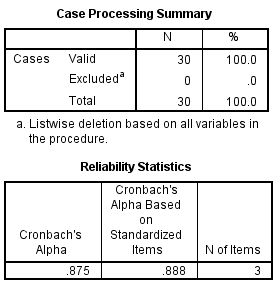 Case Processing Summary
N %
Cases Valid 30 100.0
Excludedᵃ 0 .0
Total 30 100.0
a. Listwise deletion based on all variables in
the procedure.
Reliability Statistics
Cronbach's
Alpha Based
on
Cronbach's Standardized
Alpha Items N of Items
.875 .888 3